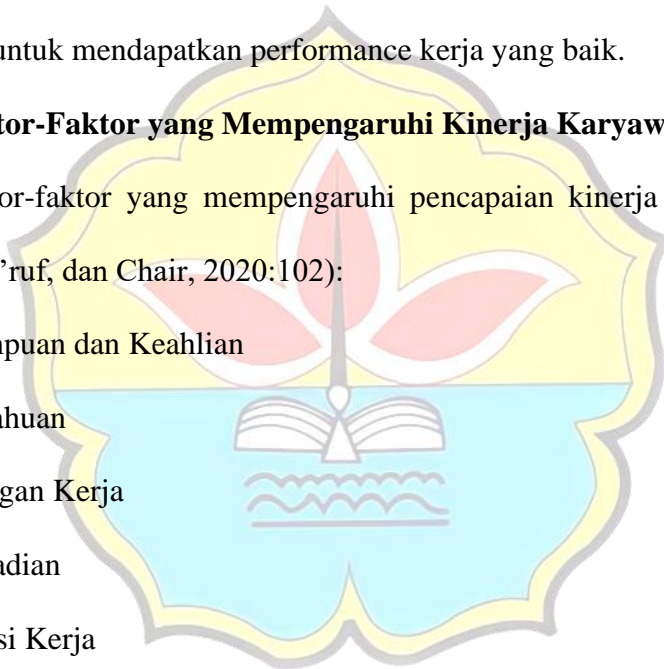 untuk mendapatkan performance kerja yang baik.
tor-Faktor yang Mempengaruhi Kinerja Karyaw
or-faktor yang mempengaruhi pencapaian kinerja
’ruf, dan Chair, 2020:102):
npuan dan Keahlian
ahuan
gan Kerja
adian
si Kerja